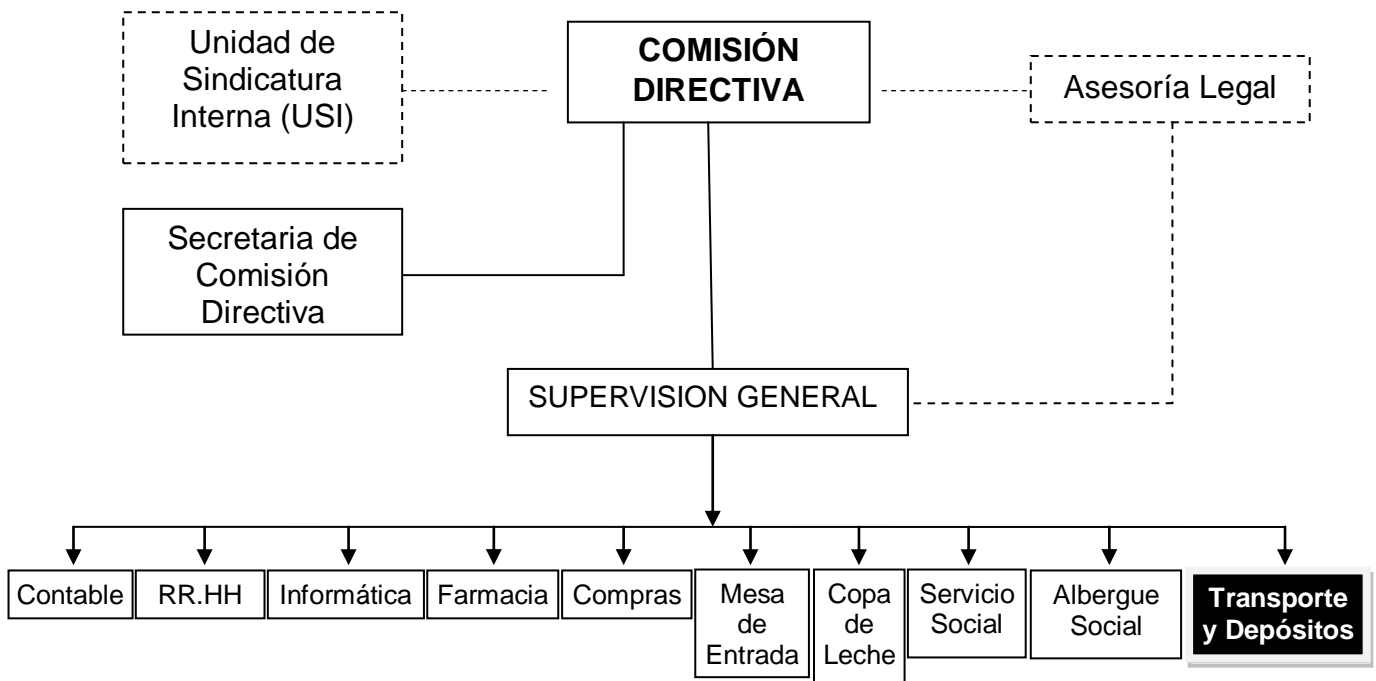 Unidad de
Sindicatura
Interna (USI)
COMISIÓN
DIRECTIVA
Asesoría Legal
Secretaria de
Comisión
Directiva
SUPERVISION GENERAL
Contable
RR.HH
Informática
Farmacia
Compras
Mesa
de
Entrada
Copa
de
Leche
Servicio
Social
Albergue
Social
Transporte
y Depósitos